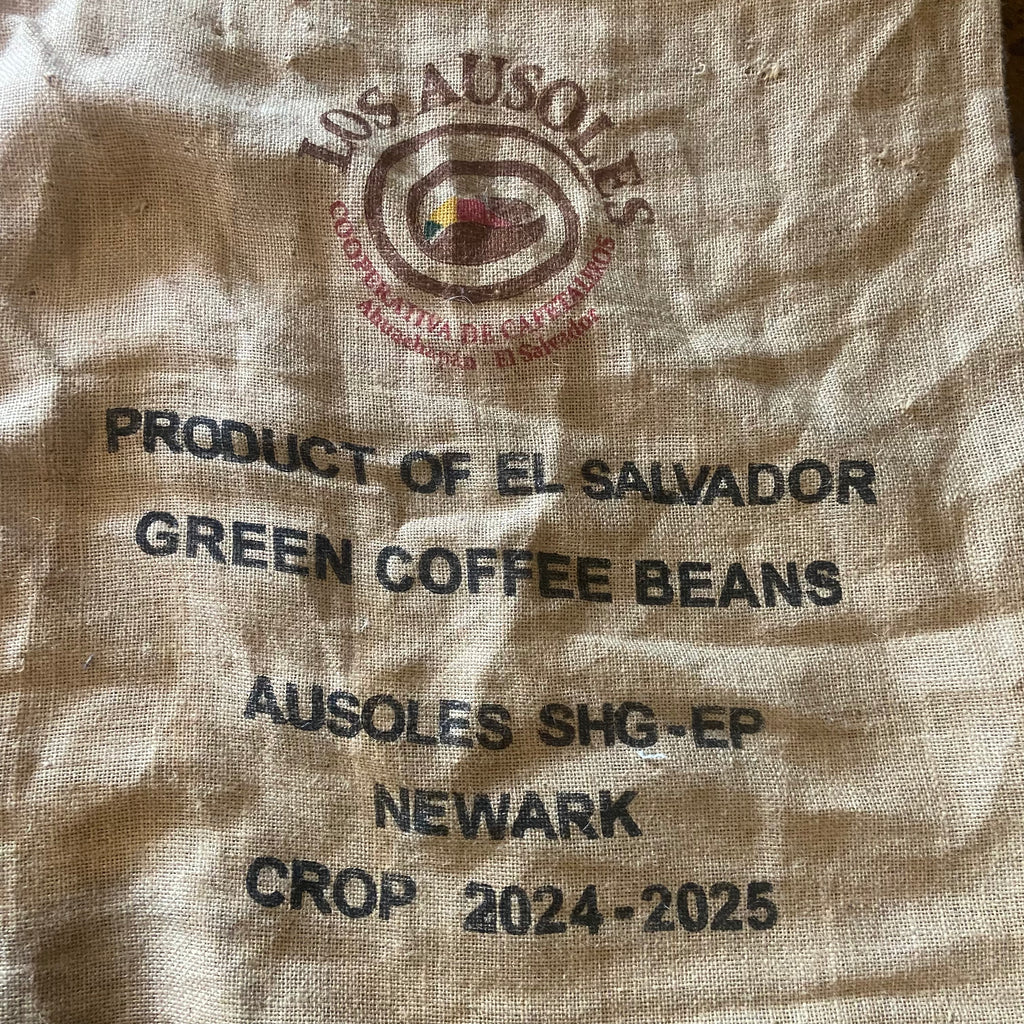 LOS AUSOLES
COOPERATIVA DE CAFETALEROS
Ahuachapán El Salvador
PRODUCT OF EL SALVADOR
GREEN COFFEE BEANS
AUSOLES SHG-EP
NEWARK
CROP 2024-2025